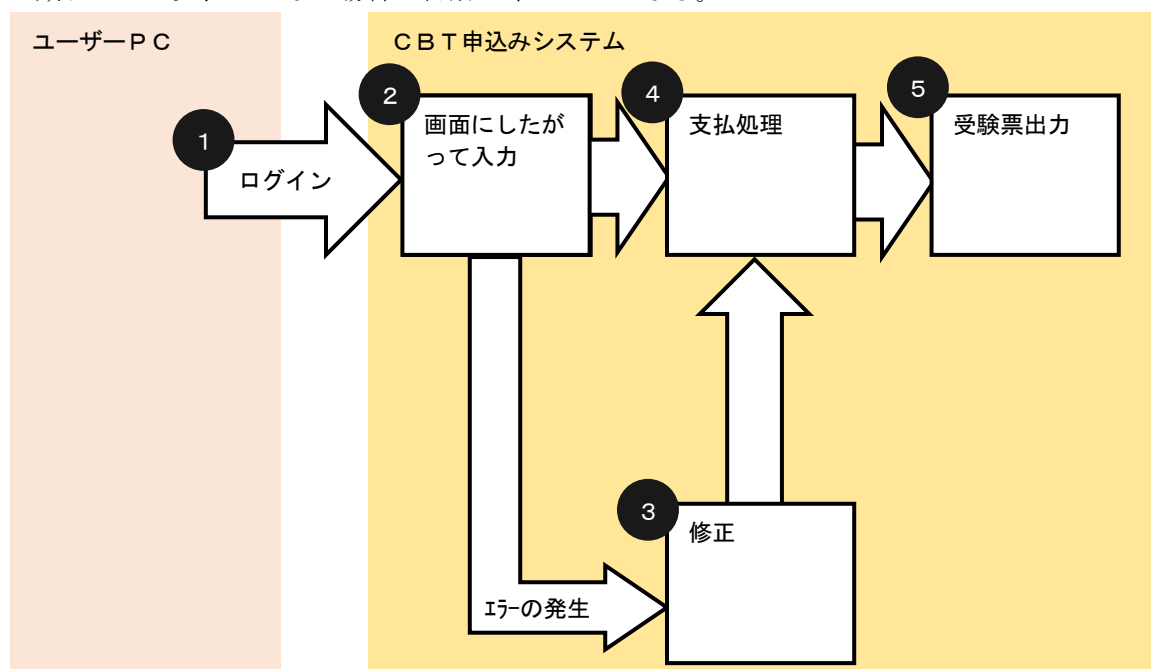 ユーザーＰＣ
ＣＢＴ申込みシステム
1
ログイン
2
画面にしたが
って入力
4
支払処理
5
受験票出力
3
修正
ｴﾗｰの発生